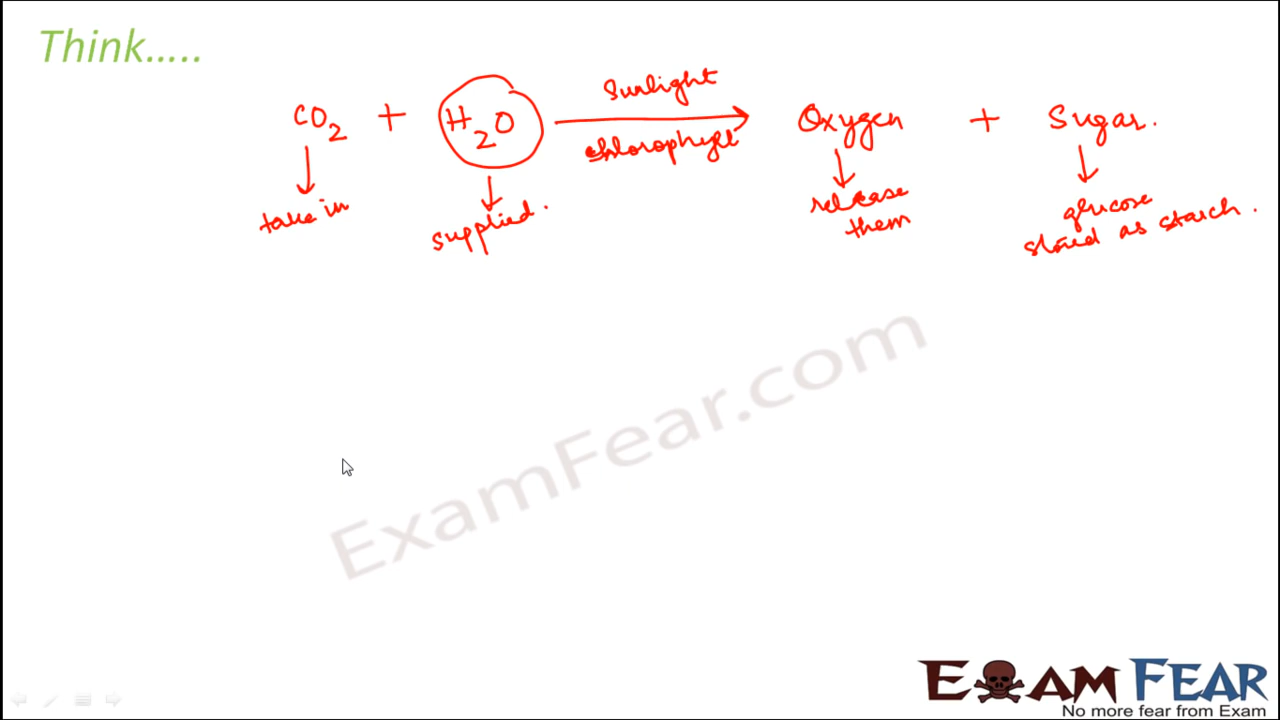 Think.....
Sunlight
CO2 + H2O → Oxygen + Sugar.
chlorophyll
take in
supplied.
release
them
glucose
stored as starch.
ExamFear.com
EXAM FEAR
No more fear from Exam